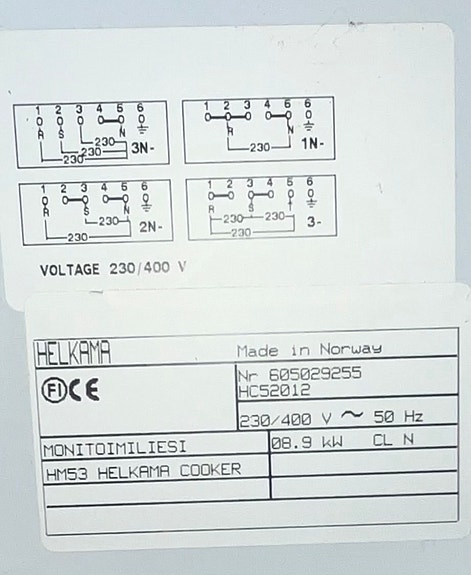 1 2 3 4 5 6
R S N
230
230
230
3N-
1 2 3 4 5 6
R N
230
1N-
1 2 3 4 5 6
R S N
230
230
2N-
1 2 3 4 5 6
R S
230 230
230
3-
VOLTAGE 230/400 V
HELKAMA
Made in Norway
FI CE
Nr 605029255
HC52012
230/400 V ~ 50 Hz
MONITOIMILIESI
08.9 kW CL N
HM53 HELKAMA COOKER